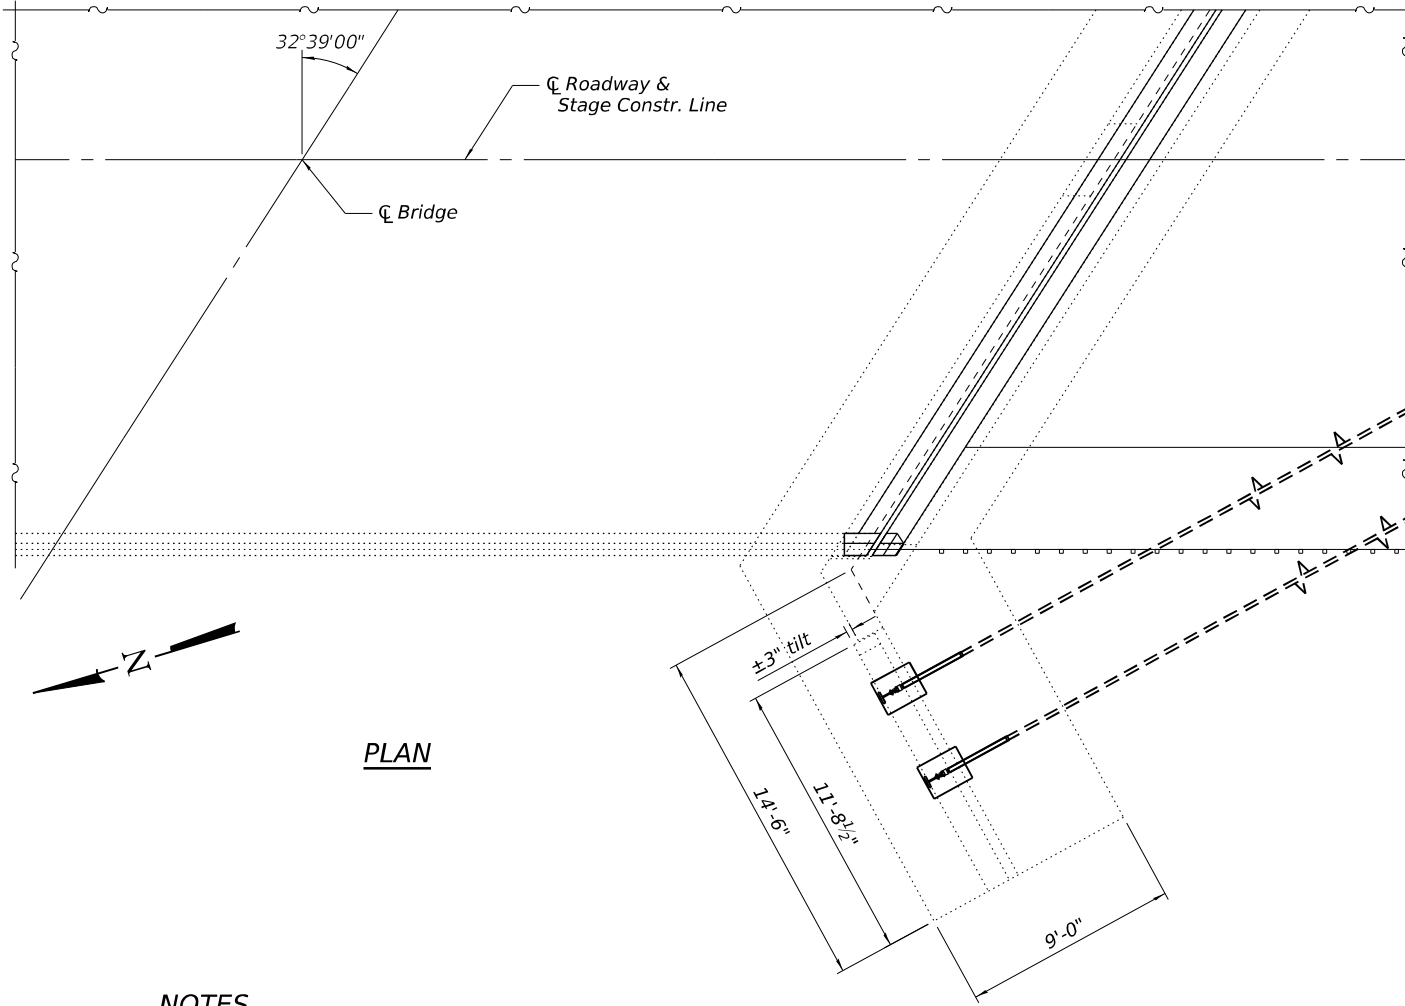 32°39'00"
℄ Roadway &
Stage Constr. Line
℄ Bridge
±3" tilt
N
PLAN
14'-6"
11'-8½"
9'-0"
NOTES